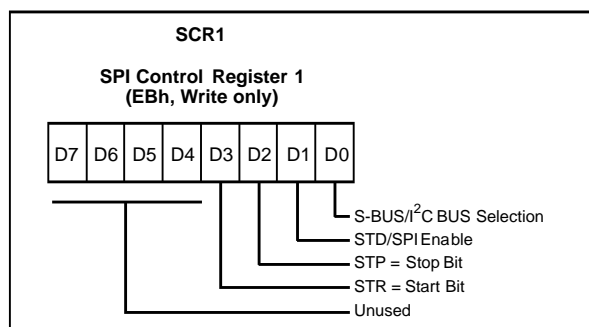 SCR1
SPI Control Register 1
(EBh, Write only)
D7 D6 D5 D4 D3 D2 D1 D0
S-BUS/I²C BUS Selection
STD/SPI Enable
STP = Stop Bit
STR = Start Bit
Unused